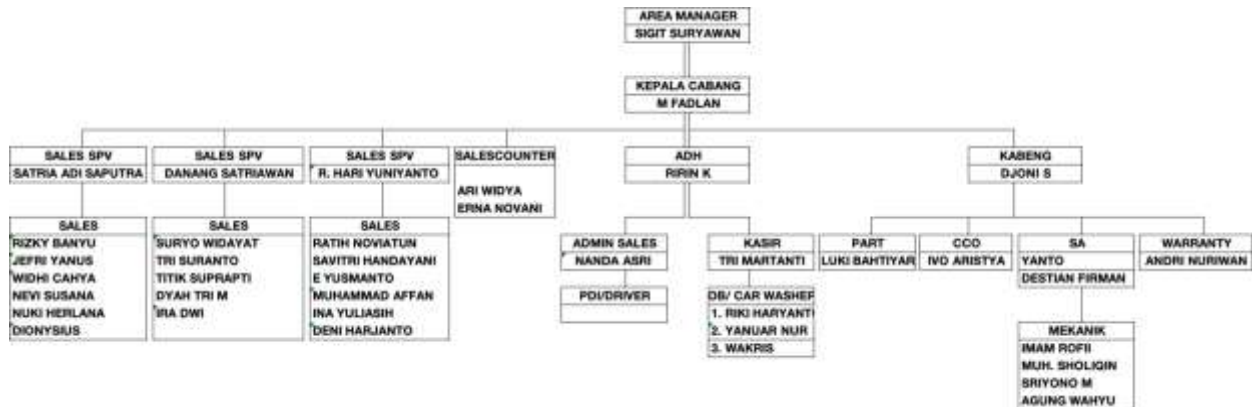 AREA MANAGER
SIGIT SURYAWAN
KEPALA CABANG
M FADLAN
SALES SPV
SATRIA ADI SAPUTRA
SALES SPV
DANANG SATRIAWAN
SALES SPV
R. HARI YUNIYANTO
SALESCOUNTER
ARI WIDYA
ERNA NOVANI
ADH
RIRIN K
KABENG
DJONI S
SALES
RIZKY BANYU
JEFRI YANUS
WIDHI CAHYA
NEVI SUSANA
NUKI HERLANA
DIONYSIUS
SALES
SURYO WIDAYAT
TRI SURANTO
TITIK SUPRAPTI
DYAH TRI M
IRA DWI
SALES
RATIH NOVIATUN
SAVITRI HANDAYANI
E YUSMANTO
MUHAMMAD AFFAN
INA YULIASIH
DENI HARJANTO
ADMIN SALES
NANDA ASRI
PDI/DRIVER
KASIR
TRI MARTANTI
DB/ CAR WASHER
1. RIKI HARYANTO
2. YANUAR NUR
3. WAKRIS
PART
LUKI BAHTIYAR
CCO
IVO ARISTYA
SA
YANTO
DESTIAN FIRMAN
WARRANTY
ANDRI NURIWAN
MEKANIK
IMAM ROFII
MUH. SHOLIQIN
SRIYONO M
AGUNG WAHYU